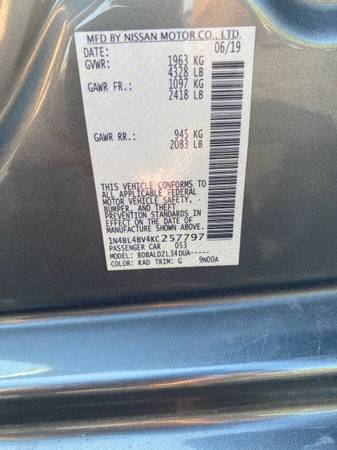 MFD BY NISSAN MOTOR CO., LTD.
DATE: 06/19
GVWR: 1963 KG
4328 LB
GAWR FR: 1097 KG
2418 LB
GAWR RR: 945 KG
2083 LB
THIS VEHICLE CONFORMS TO
ALL APPLICABLE FEDERAL
MOTOR VEHICLE SAFETY,
BUMPER, AND THEFT
PREVENTION STANDARDS IN
EFFECT ON THE DATE OF
MANUFACTURE SHOWN ABOVE.
1N4BL4BV4KC257797
PASSENGER CAR 053
MODEL: BDBALDZL34DUA-----
COLOR: KAD TRIM: G 9N00A